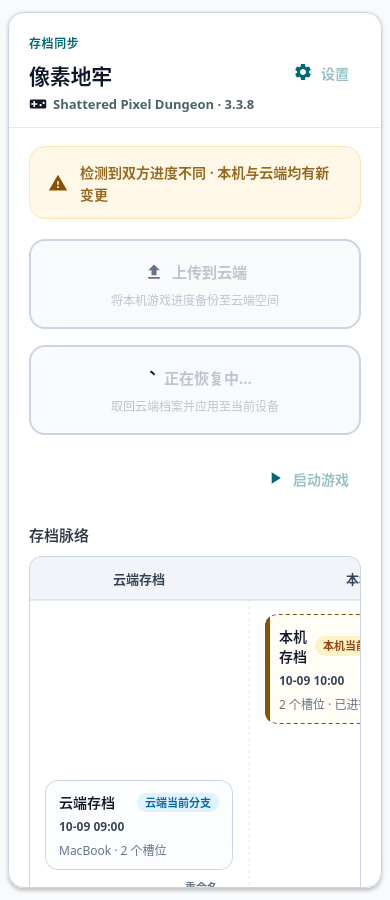 存档同步
像素地牢
设置
Shattered Pixel Dungeon · 3.3.8
检测到双方进度不同 · 本机与云端均有新
变更
上传到云端
将本机游戏进度备份至云端空间
正在恢复中...
取回云端档案并应用至当前设备
启动游戏
存档脉络
云端存档
本机
存档
本机当前
10-09 10:00
2 个槽位 · 已进
云端存档
云端当前分支
10-09 09:00
MacBook · 2 个槽位